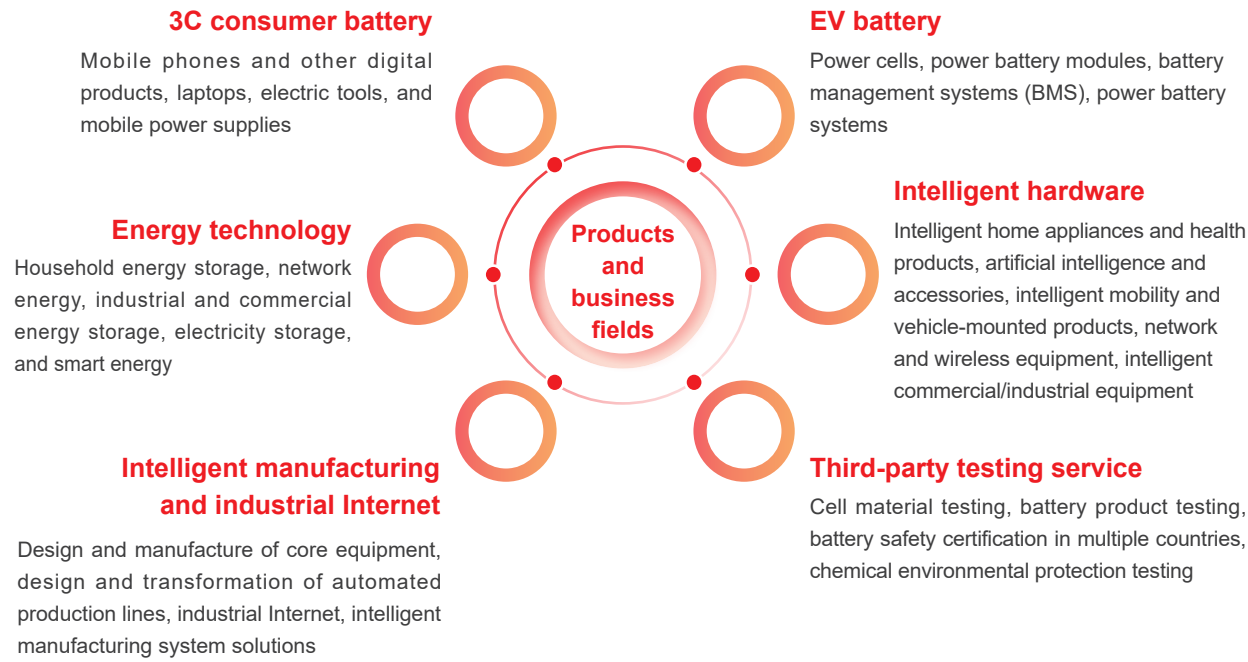 3C consumer battery
Mobile phones and other digital
products, laptops, electric tools, and
mobile power supplies
EV battery
Power cells, power battery modules, battery
management systems (BMS), power battery
systems
Energy technology
Household energy storage, network
energy, industrial and commercial
energy storage, electricity storage,
and smart energy
Products
and
business
fields
Intelligent hardware
Intelligent home appliances and health
products, artificial intelligence and
accessories, intelligent mobility and
vehicle-mounted products, network
and wireless equipment, intelligent
commercial/industrial equipment
Intelligent manufacturing
and industrial Internet
Design and manufacture of core equipment,
design and transformation of automated
production lines, industrial Internet, intelligent
manufacturing system solutions
Third-party testing service
Cell material testing, battery product testing,
battery safety certification in multiple countries,
chemical environmental protection testing